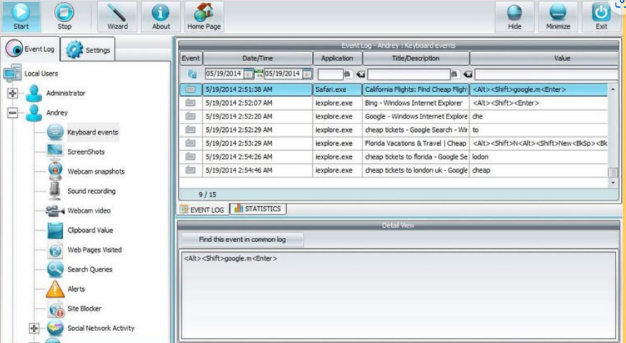 Start Stop Wizard About Home Page Hide Minimize Exit
Event Log Settings
Local Users
Administrator
Andrey
Keyboard events
ScreenShots
Webcam snapshots
Sound recording
Webcam video
Clipboard Value
Web Pages Visited
Search Queries
Alerts
Site Blocker
Social Network Activity
Event Log - Andrey : Keyboard events
Event Date/Time Application Title/Description Value
05/19/2014 05/19/2014
5/19/2014 2:51:38 AM Safari.exe California Flights: Find Cheap Fligh <Alt><Shift>google.m<Enter>
5/19/2014 2:52:07 AM iexplore.exe Bing - Windows Internet Explorer <Alt><Shift><Enter>
5/19/2014 2:52:20 AM iexplore.exe Google - Windows Internet Explore che
5/19/2014 2:52:29 AM iexplore.exe cheap tickets - Google Search - Wi to
5/19/2014 2:53:29 AM iexplore.exe Florida Vacations & Travel | Cheap <Alt><Shift>N<Alt><Shift>New<BkSp><Bk
5/19/2014 2:54:26 AM iexplore.exe cheap tickets to florida - Google Se lodon
5/19/2014 2:54:46 AM iexplore.exe cheap tickets to london uk - Google cheap
9 / 15
EVENT LOG STATISTICS
Detail View
Find this event in common log
<Alt><Shift>google.m<Enter>